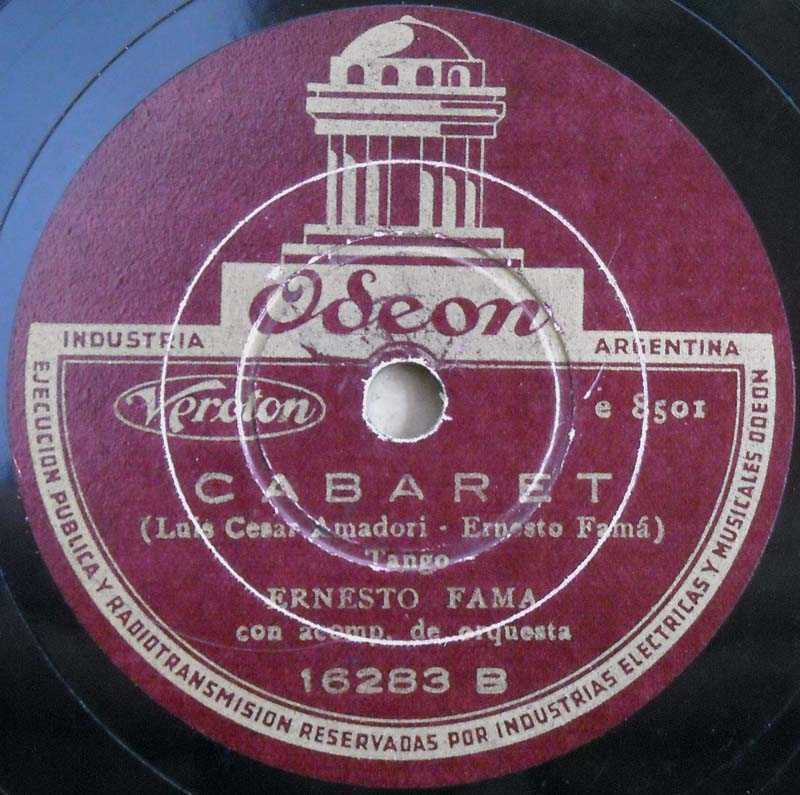 Odeon
INDUSTRIA ARGENTINA
Veroton
e 8501
CABARET
(Luis Cesar Amadori - Ernesto Famá)
Tango
ERNESTO FAMA
con acomp. de orquesta
16283 B
EJECUCION PUBLICA Y RADIOTRANSMISION RESERVADAS POR INDUSTRIAS ELECTRICAS Y MUSICALES ODEON